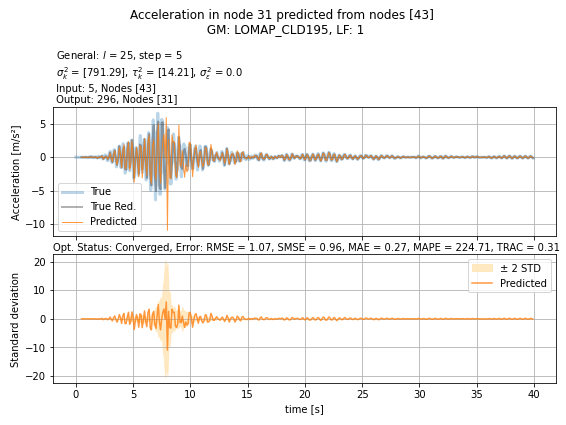 Acceleration in node 31 predicted from nodes [43]
GM: LOMAP_CLD195, LF: 1
General: l = 25, step = 5
σ²ₖ = [791.29], τ²ₖ = [14.21], σ²ε = 0.0
Input: 5, Nodes [43]
Output: 296, Nodes [31]
Acceleration [m/s²]
5
0
−5
−10
True
True Red.
Predicted
Opt. Status: Converged, Error: RMSE = 1.07, SMSE = 0.96, MAE = 0.27, MAPE = 224.71, TRAC = 0.31
Standard deviation
20
10
0
−10
−20
± 2 STD
Predicted
0 5 10 15 20 25 30 35 40
time [s]